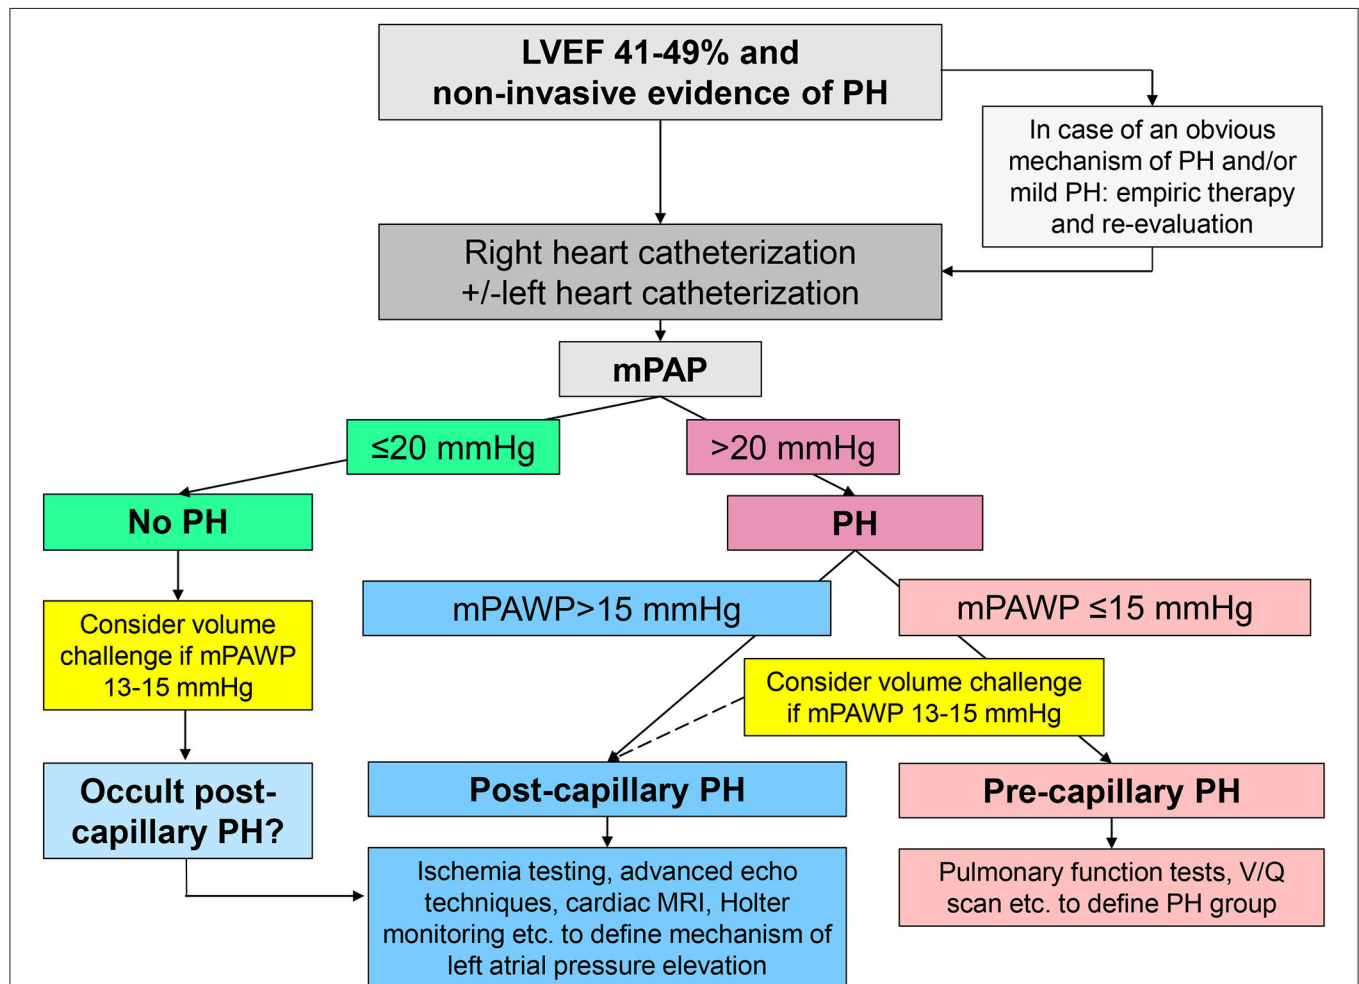 LVEF 41-49% and
non-invasive evidence of PH
In case of an obvious
mechanism of PH and/or
mild PH: empiric therapy
and re-evaluation
Right heart catheterization
+/-left heart catheterization
mPAP
≤20 mmHg
>20 mmHg
No PH
PH
mPAWP>15 mmHg
mPAWP ≤15 mmHg
Consider volume
challenge if mPAWP
13-15 mmHg
Consider volume challenge
if mPAWP 13-15 mmHg
Occult post-
capillary PH?
Post-capillary PH
Pre-capillary PH
Ischemia testing, advanced echo
techniques, cardiac MRI, Holter
monitoring etc. to define mechanism of
left atrial pressure elevation
Pulmonary function tests, V/Q
scan etc. to define PH group